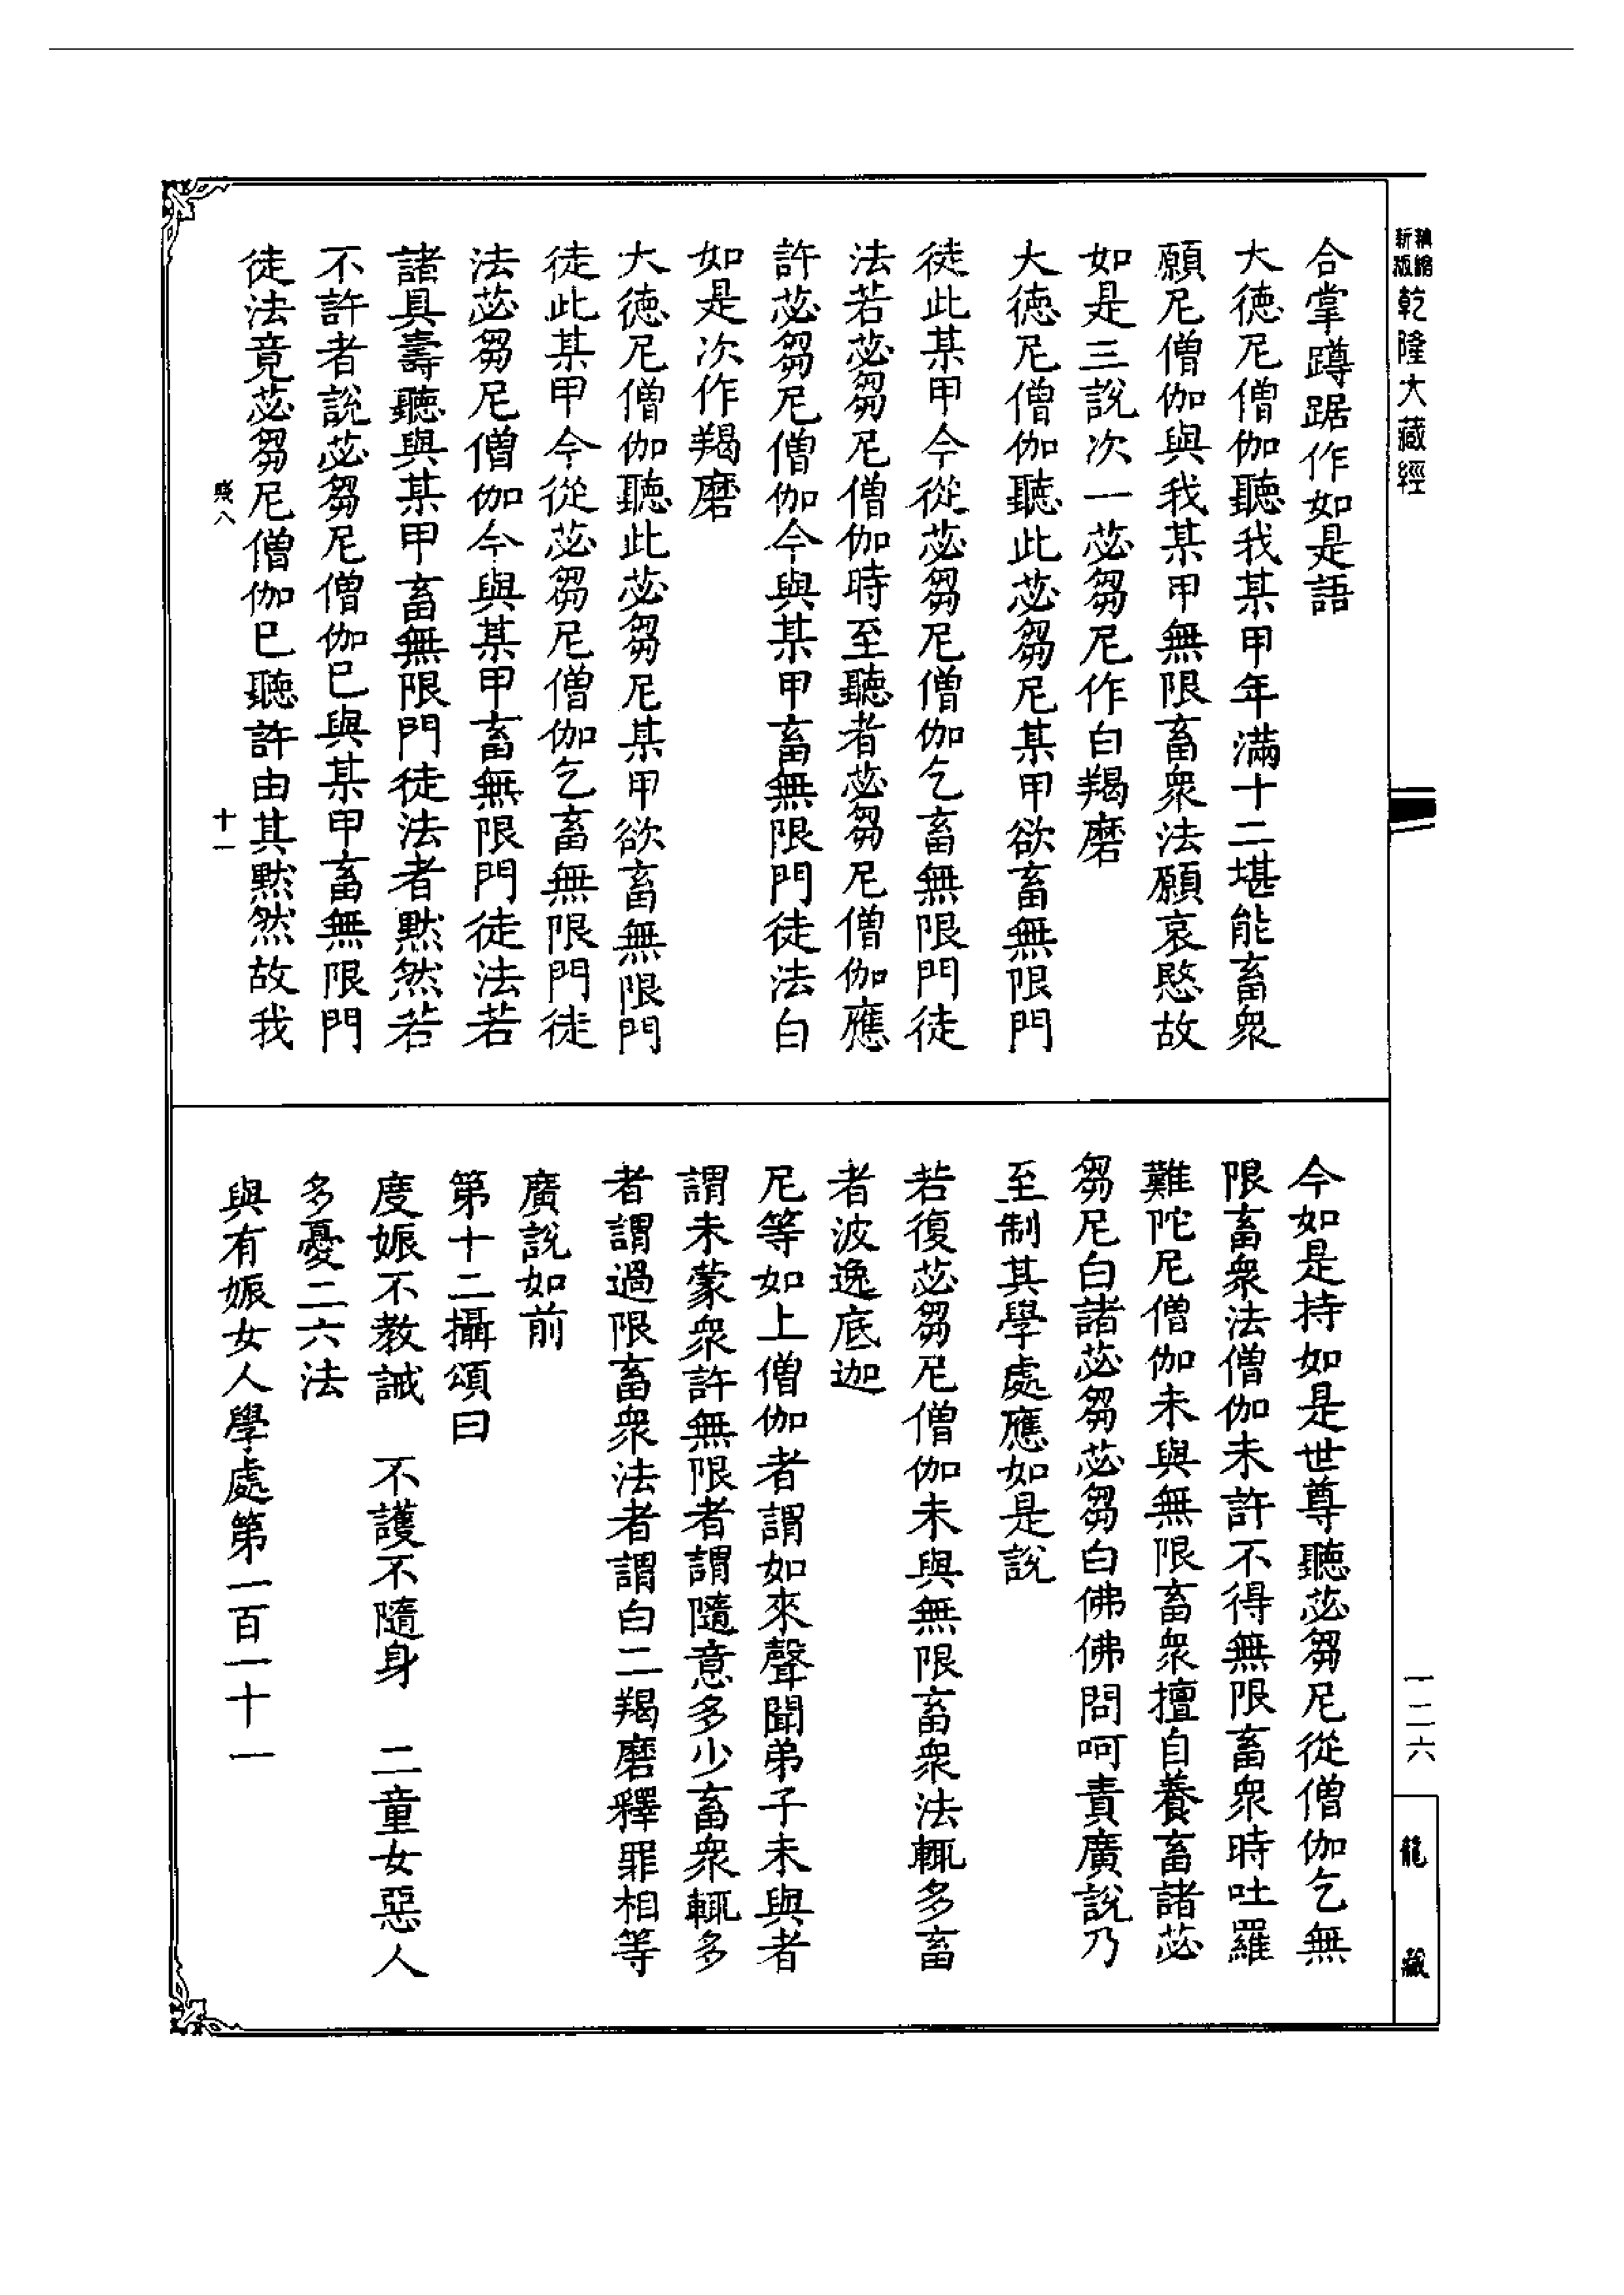 合掌蹲踞作如是語
大德尼僧伽聽我某甲年滿十二堪能畜衆
願尼僧伽與我某甲無限畜衆法願哀愍故
如是三說次一苾芻尼作白羯磨
大德尼僧伽聽此苾芻尼某甲欲畜無限門
徒此某甲今從苾芻尼僧伽乞畜無限門徒
法若苾芻尼僧伽時至聽者苾芻尼僧伽應
許苾芻尼僧伽今與某甲畜無限門徒法白
如是次作羯磨
大德尼僧伽聽此苾芻尼某甲欲畜無限門
徒此某甲今從苾芻尼僧伽乞畜無限門徒
法苾芻尼僧伽今與某甲畜無限門徒法若
諸具壽聽與某甲畜無限門徒法者默然若
不許者說苾芻尼僧伽已與某甲畜無限門
徒法竟苾芻尼僧伽已聽許由其默然故我
八
十一
今如是持如是世尊聽苾芻尼從僧伽乞無
限畜衆法僧伽未許不得無限畜衆時吐羅
難陀尼僧伽未與無限畜衆擅自養畜諸苾
芻尼白諸苾芻苾芻白佛佛問呵責廣說乃
至制其學處應如是說
若復苾芻尼僧伽未與無限畜衆法輒多畜
者波逸底迦
尼等如上僧伽者謂如來聲聞弟子未與者
謂未蒙衆許無限者謂隨意多少畜衆輒多
者謂過限畜衆法者謂白二羯磨釋罪相等
廣說如前
第十二攝頌曰
度娠不教誡　不護不隨身　二童女惡人
多憂二六法
與有娠女人學處第一百一十一
新版
乾隆大藏經
一二六
龍藏